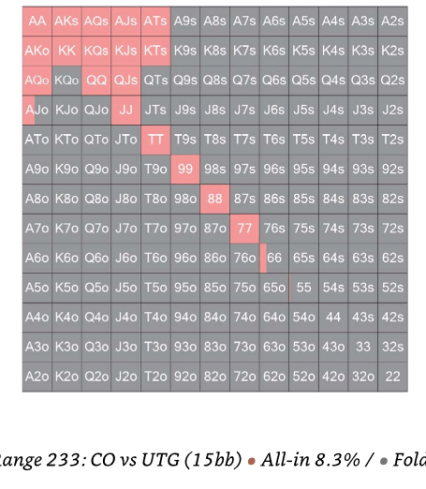 AA AKs AQs AJs ATs A9s A8s A7s A6s A5s A4s A3s A2s
AKo KK KQs KJs KTs K9s K8s K7s K6s K5s K4s K3s K2s
AQo KQo QQ QJs QTs Q9s Q8s Q7s Q6s Q5s Q4s Q3s Q2s
AJo KJo QJo JJ JTs J9s J8s J7s J6s J5s J4s J3s J2s
ATo KTo QTo JTo TT T9s T8s T7s T6s T5s T4s T3s T2s
A9o K9o Q9o J9o T9o 99 98s 97s 96s 95s 94s 93s 92s
A8o K8o Q8o J8o T8o 98o 88 87s 86s 85s 84s 83s 82s
A7o K7o Q7o J7o T7o 97o 87o 77 76s 75s 74s 73s 72s
A6o K6o Q6o J6o T6o 96o 86o 76o 66 65s 64s 63s 62s
A5o K5o Q5o J5o T5o 95o 85o 75o 65o 55 54s 53s 52s
A4o K4o Q4o J4o T4o 94o 84o 74o 64o 54o 44 43s 42s
A3o K3o Q3o J3o T3o 93o 83o 73o 63o 53o 43o 33 32s
A2o K2o Q2o J2o T2o 92o 82o 72o 62o 52o 42o 32o 22
ange 233: CO vs UTG (15bb) • All-in 8.3% / • Fold